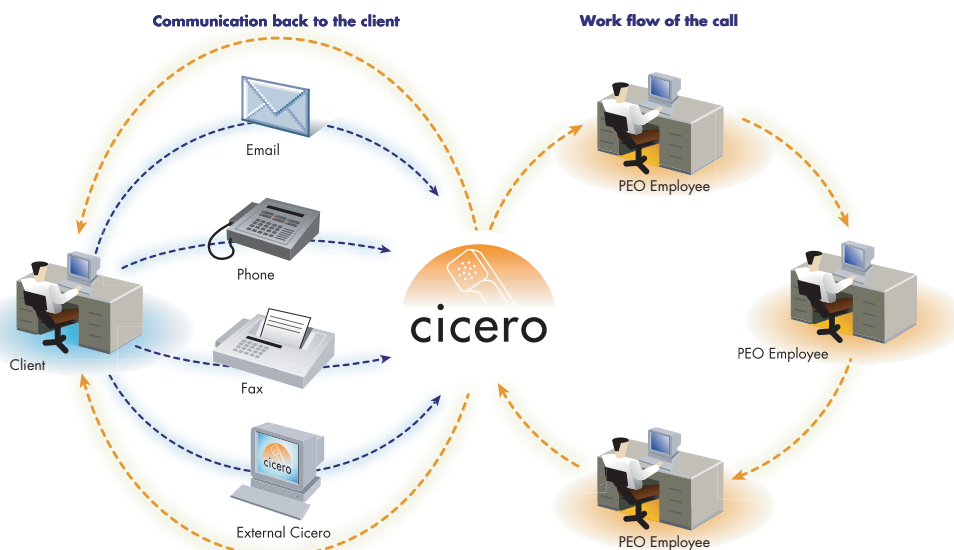 Communication back to the client
Work flow of the call
Email
PEO Employee
Phone
cicero
Client
PEO Employee
Fax
cicero
External Cicero
PEO Employee